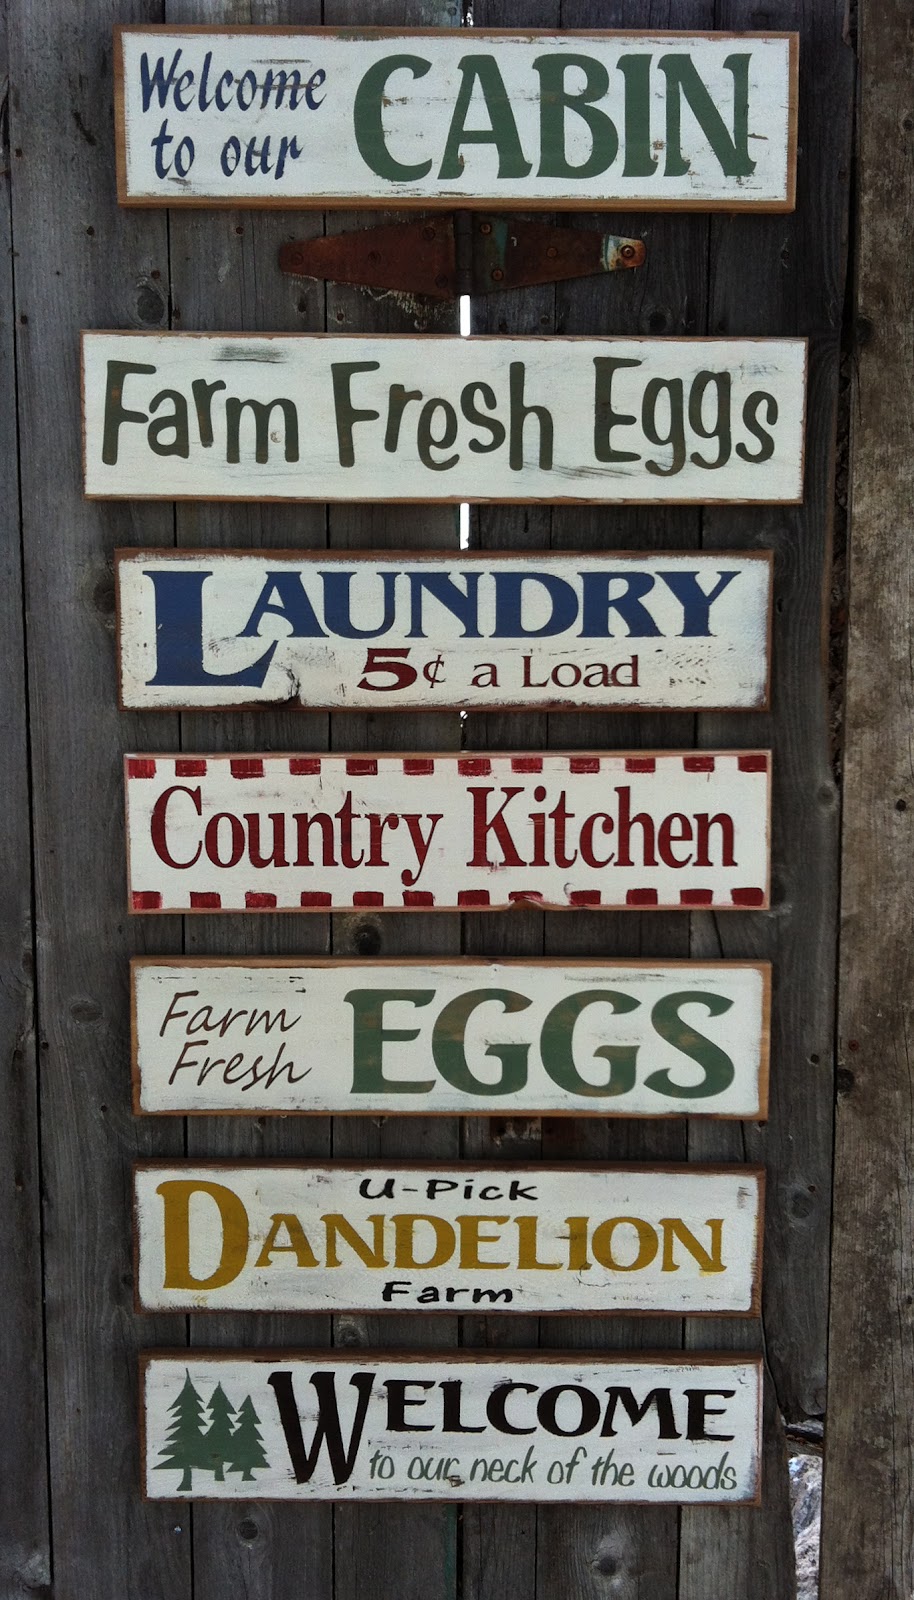 Welcome
to our CABIN
Farm Fresh Eggs
LAUNDRY
5¢ a Load
Country Kitchen
Farm
Fresh EGGS
U-Pick
DANDELION
Farm
WELCOME
to our neck of the woods